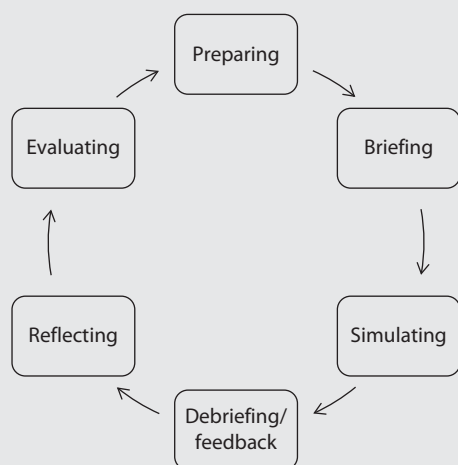 Preparing
Briefing
Simulating
Debriefing/
feedback
Reflecting
Evaluating